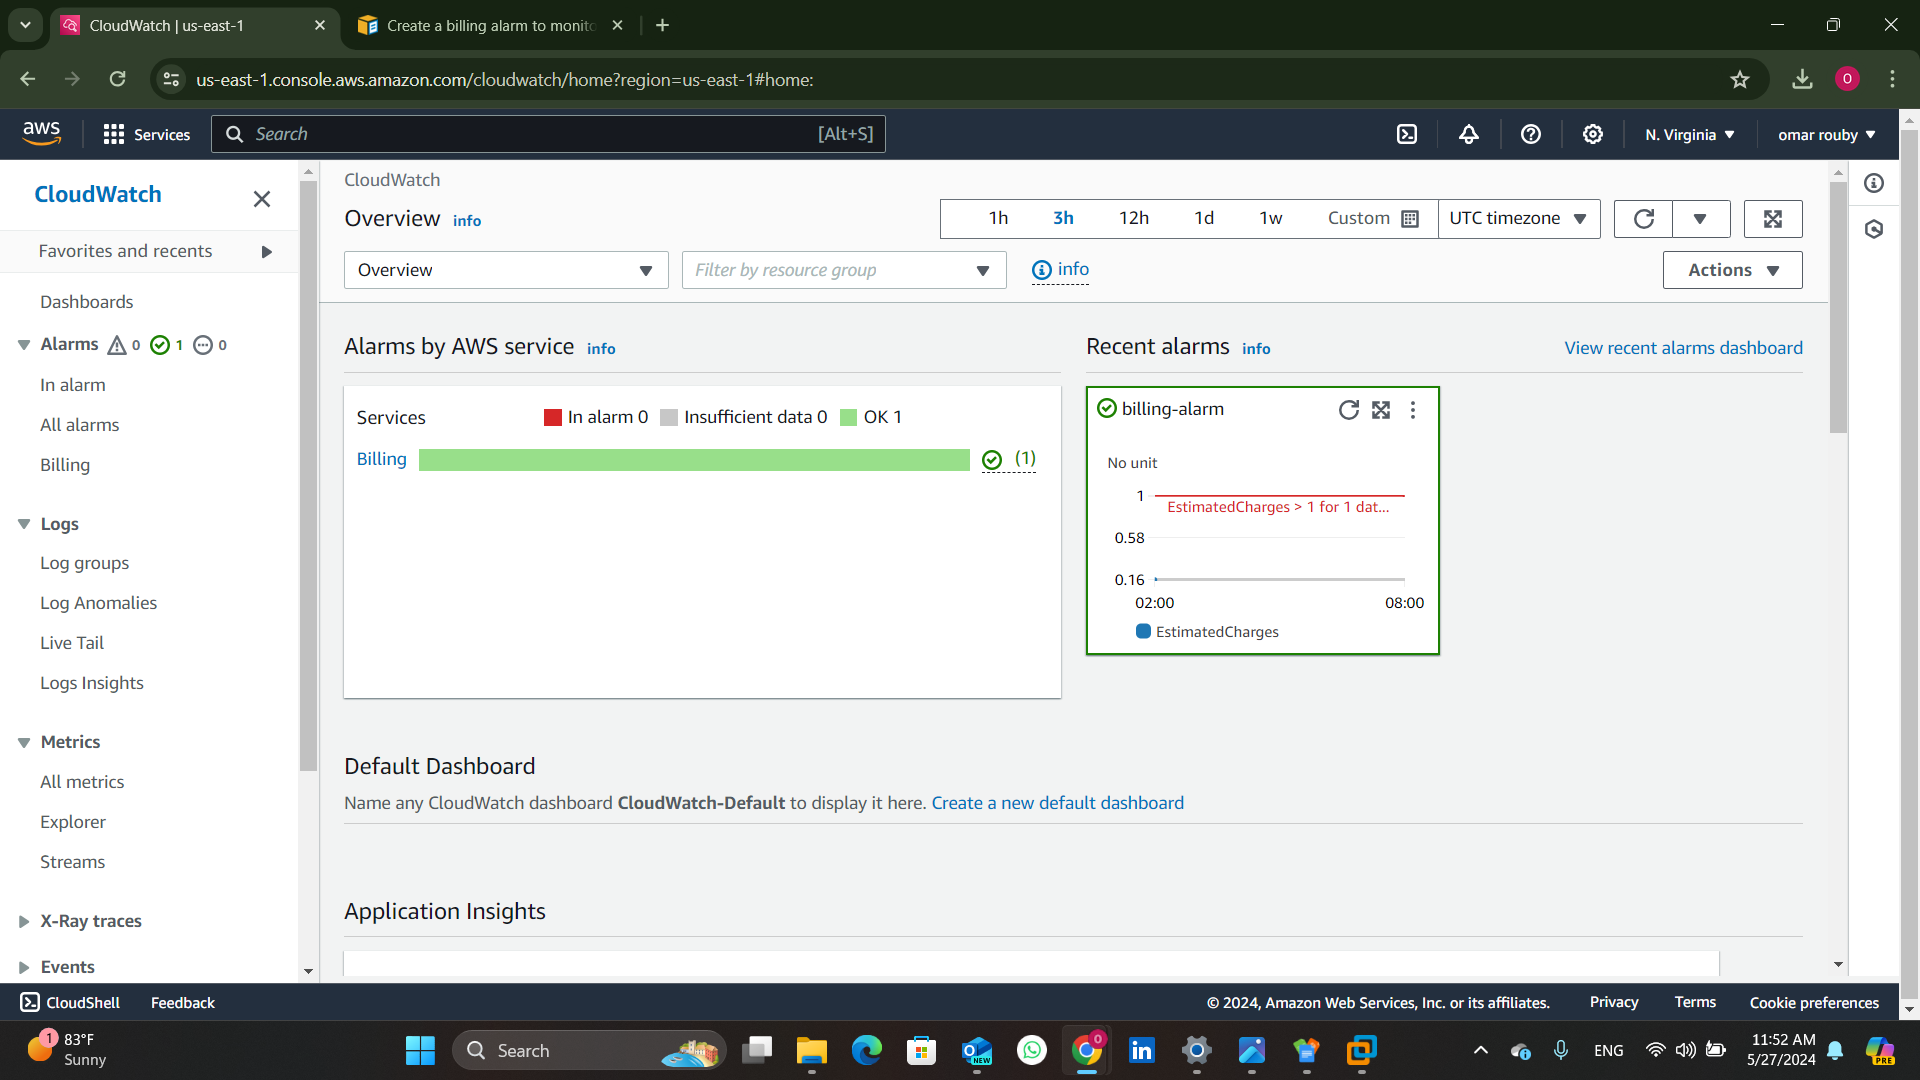 CloudWatch | us-east-1
Create a billing alarm to monito
us-east-1.console.aws.amazon.com/cloudwatch/home?region=us-east-1#home:
O
aws
Services
Search
[Alt+S]
N. Virginia
omar rouby
CloudWatch
Favorites and recents
Dashboards
Alarms 0 1 0
In alarm
All alarms
Billing
Logs
Log groups
Log Anomalies
Live Tail
Logs Insights
Metrics
All metrics
Explorer
Streams
X-Ray traces
Events
CloudWatch
Overview info
1h 3h 12h 1d 1w Custom UTC timezone
Overview
Filter by resource group
info
Actions
Alarms by AWS service info
Services In alarm 0 Insufficient data 0 OK 1
Billing (1)
Recent alarms info
View recent alarms dashboard
billing-alarm
No unit
1
EstimatedCharges > 1 for 1 dat...
0.58
0.16
02:00 08:00
EstimatedCharges
Default Dashboard
Name any CloudWatch dashboard CloudWatch-Default to display it here. Create a new default dashboard
Application Insights
CloudShell
Feedback
© 2024, Amazon Web Services, Inc. or its affiliates.
Privacy
Terms
Cookie preferences
1
83°F
Sunny
Search
NEW
0
ENG
11:52 AM
5/27/2024
PRE